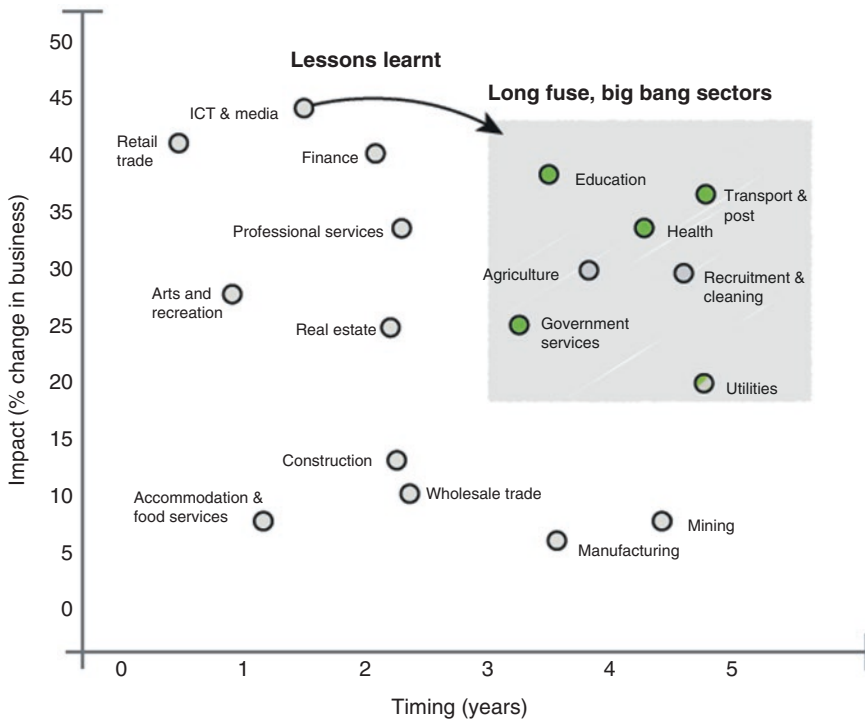 Lessons learnt
Long fuse, big bang sectors
Impact (% change in business)
50
45
40
35
30
25
20
15
10
5
0
ICT & media
Retail
trade
Finance
Professional services
Arts and
recreation
Real estate
Construction
Wholesale trade
Accommodation &
food services
Education
Transport &
post
Health
Agriculture
Recruitment &
cleaning
Government
services
Utilities
Mining
Manufacturing
0
1
2
3
4
5
Timing (years)